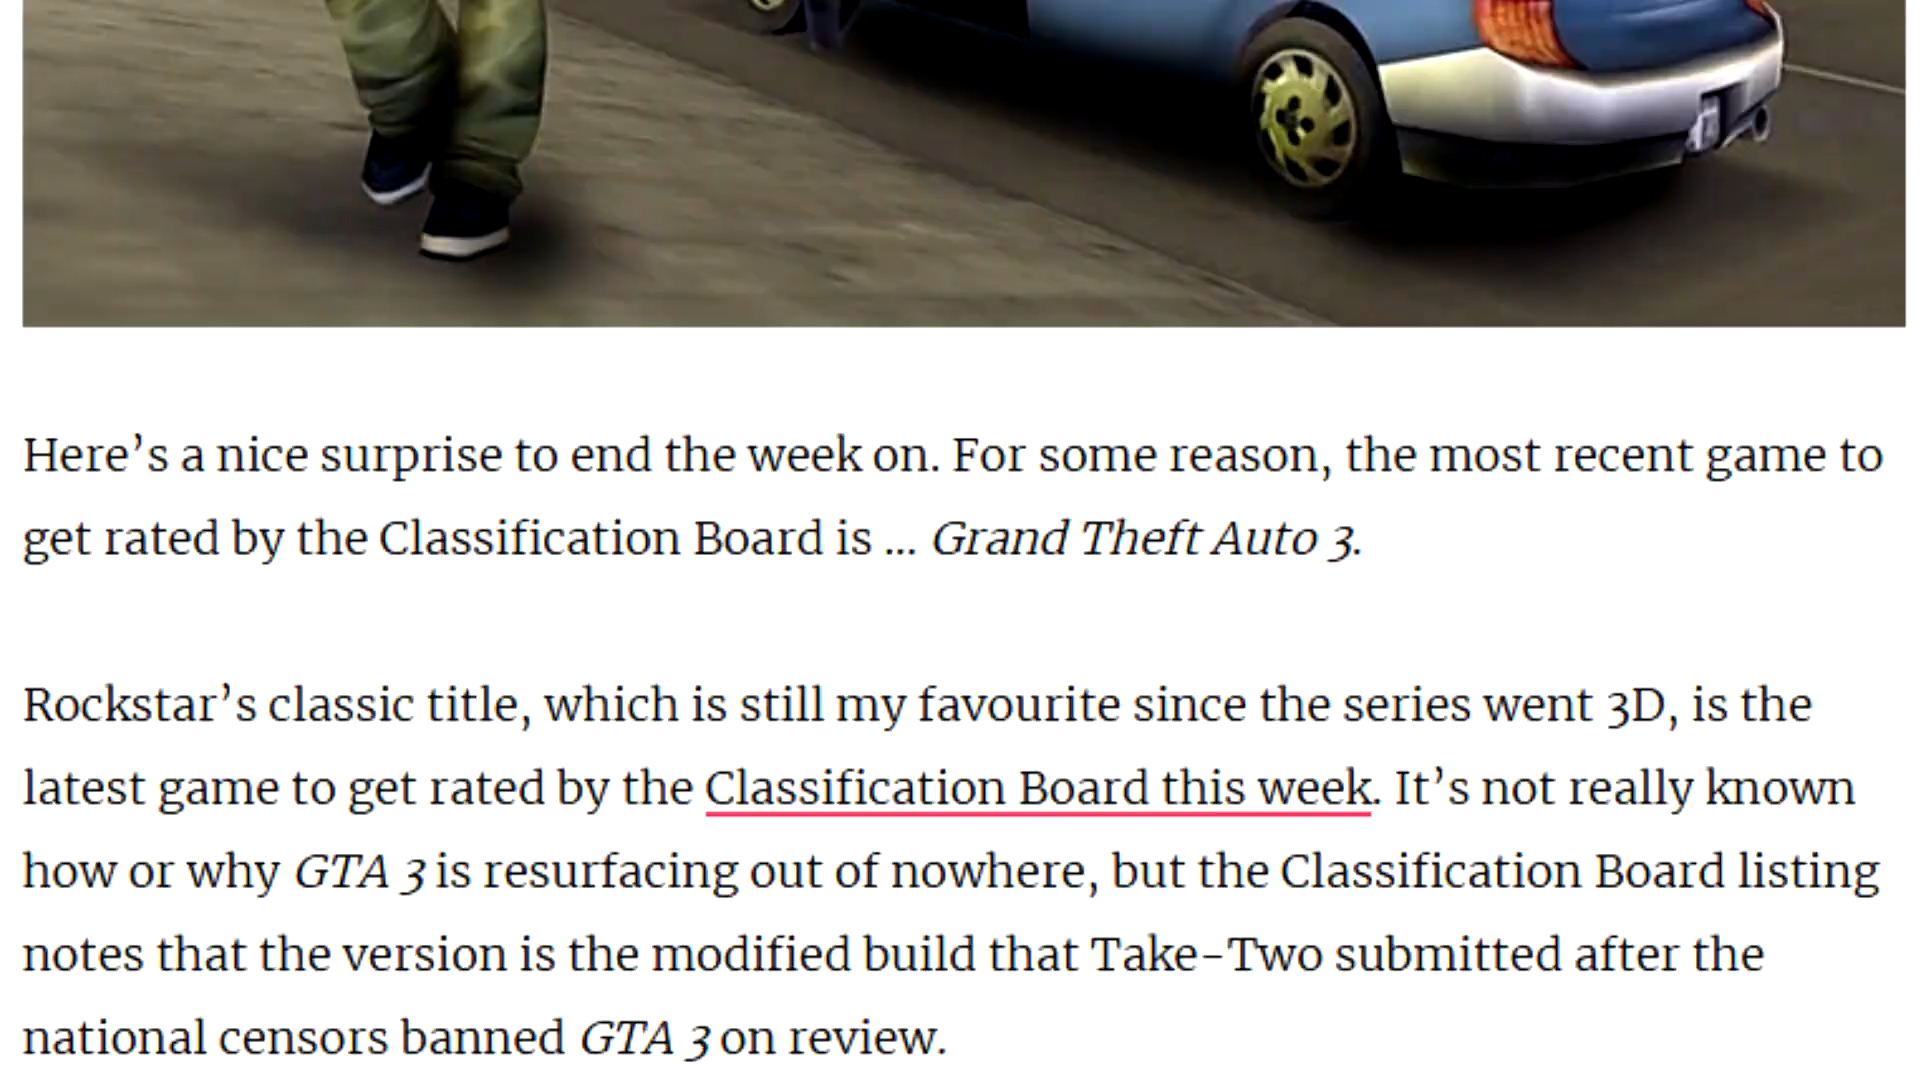 Here’s a nice surprise to end the week on. For some reason, the most recent game to
get rated by the Classification Board is ... Grand Theft Auto 3.
Rockstar’s classic title, which is still my favourite since the series went 3D, is the
latest game to get rated by the Classification Board this week. It’s not really known
how or why GTA 3 is resurfacing out of nowhere, but the Classification Board listing
notes that the version is the modified build that Take-Two submitted after the
national censors banned GTA 3 on review.